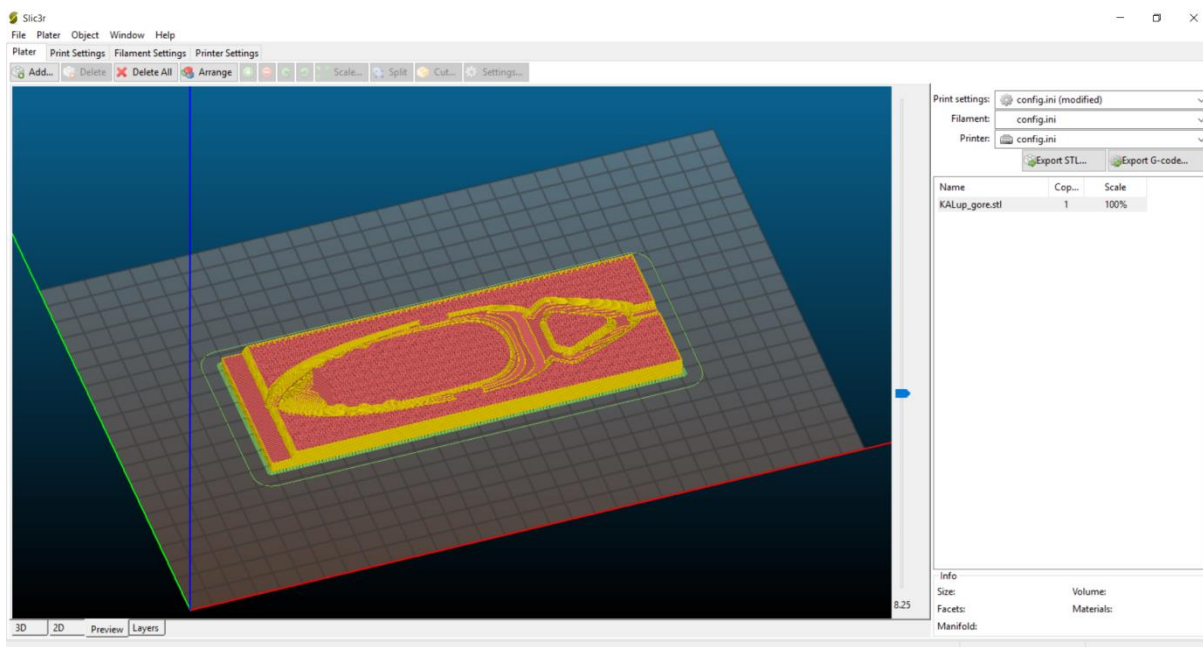 Slic3r
File Plater Object Window Help
Plater Print Settings Filament Settings Printer Settings
Add... Delete Delete All Arrange Scale... Split Cut... Settings...
Print settings: config.ini (modified)
Filament: config.ini
Printer: config.ini
Export STL... Export G-code...
Name Cop... Scale
KALup_gore.stl 1 100%
Info
Size: Volume:
8.25
Facets: Materials:
Manifold:
3D 2D Preview Layers